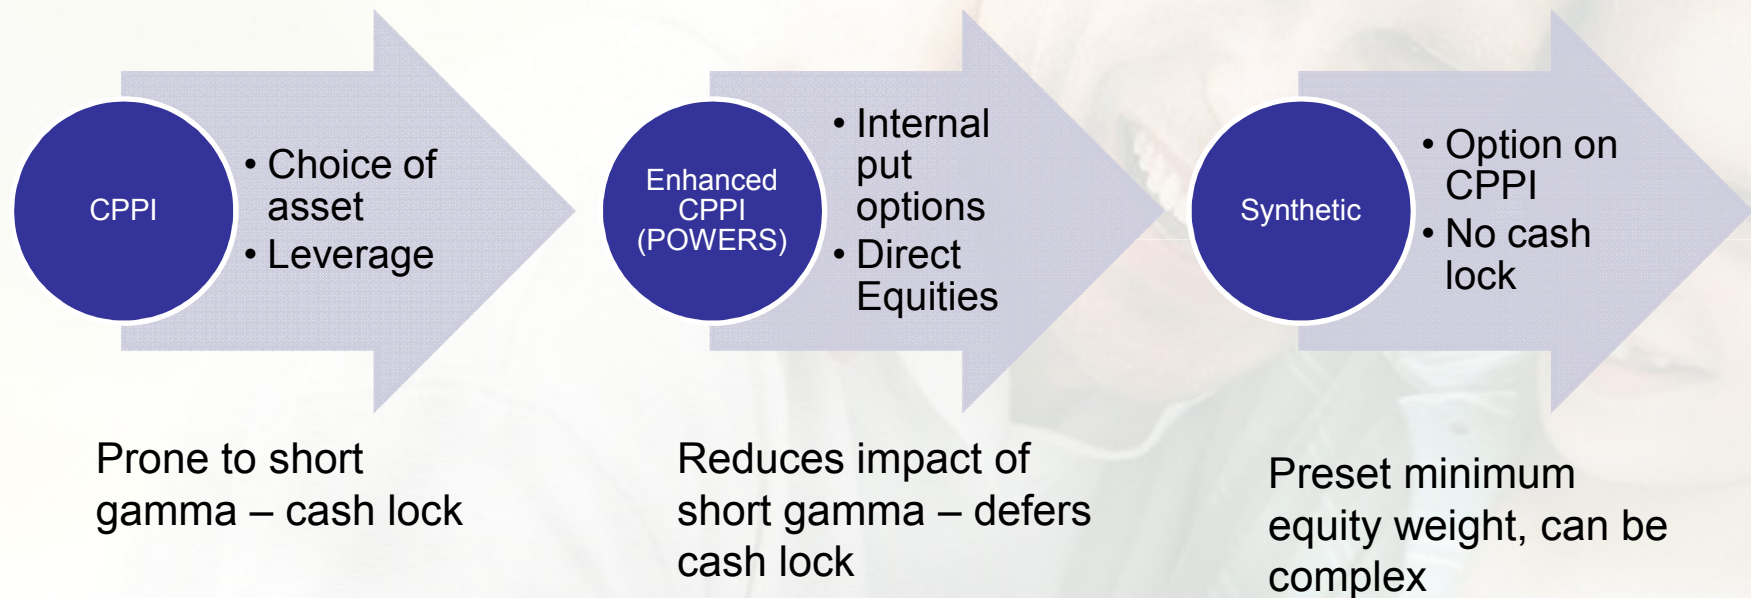 CPPI
• Choice of
asset
• Leverage
Prone to short
gamma – cash lock
Enhanced
CPPI
(POWERS)
• Internal
put
options
• Direct
Equities
Reduces impact of
short gamma – defers
cash lock
Synthetic
• Option on
CPPI
• No cash
lock
Preset minimum
equity weight, can be
complex